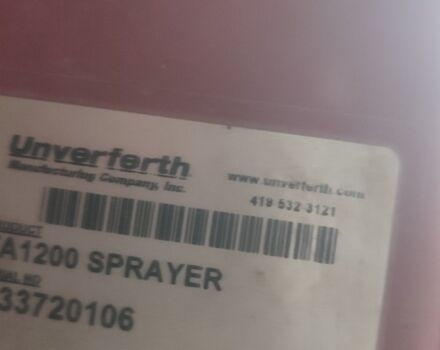 Unverferth
Manufacturing Company, Inc.
www.unverferth.com
419 532 3121
A1200 SPRAYER
33720106